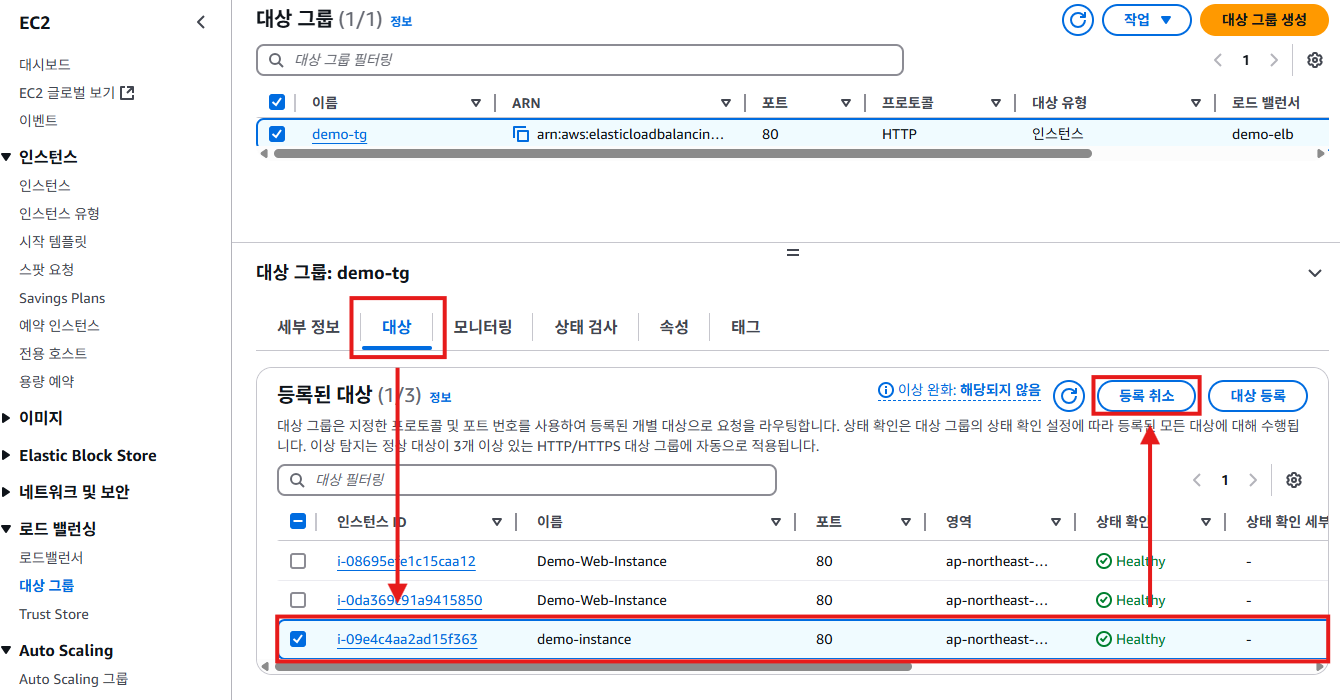 EC2
대시보드
EC2 글로벌 보기
이벤트
인스턴스
인스턴스
인스턴스 유형
시작 템플릿
스팟 요청
Savings Plans
예약 인스턴스
전용 호스트
용량 예약
이미지
Elastic Block Store
네트워크 및 보안
로드 밸런싱
로드밸런서
대상 그룹
Trust Store
Auto Scaling
Auto Scaling 그룹
대상 그룹 (1/1) 정보
작업
대상 그룹 생성
대상 그룹 필터링
1
이름 ARN 포트 프로토콜 대상 유형 로드 밸런서
demo-tg arn:aws:elasticloadbalancin... 80 HTTP 인스턴스 demo-elb
대상 그룹: demo-tg
세부 정보 대상 모니터링 상태 검사 속성 태그
등록된 대상 (1/3) 정보
이상 완화: 해당되지 않음
등록 취소
대상 등록
대상 그룹은 지정한 프로토콜 및 포트 번호를 사용하여 등록된 개별 대상으로 요청을 라우팅합니다. 상태 확인은 대상 그룹의 상태 확인 설정에 따라 등록된 모든 대상에 대해 수행됩
니다. 이상 탐지는 정상 대상이 3개 이상 있는 HTTP/HTTPS 대상 그룹에 자동으로 적용됩니다.
대상 필터링
1
인스턴스 ID 이름 포트 영역 상태 확인 상태 확인 세부
Demo-Web-Instance 80 ap-northeast-... Healthy -
Demo-Web-Instance 80 ap-northeast-... Healthy -
i-09e4c4aa2ad15f363 demo-instance 80 ap-northeast-... Healthy -